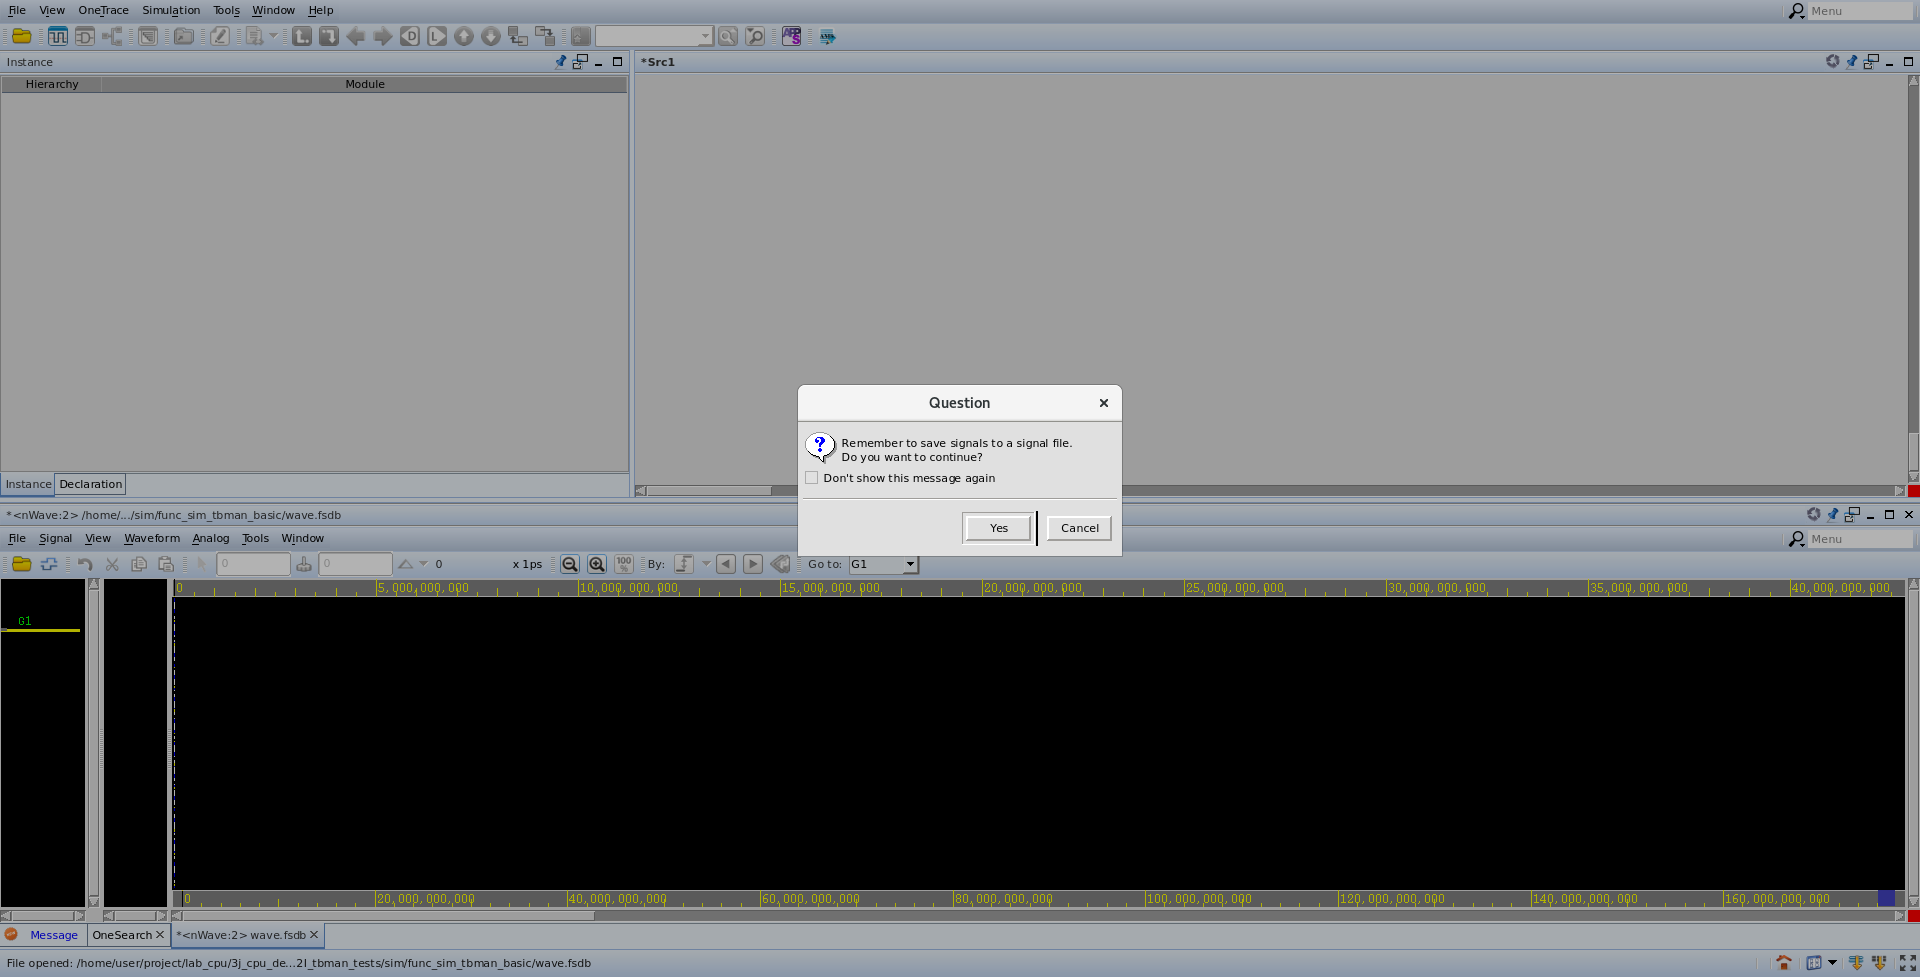 File View OneTrace Simulation Tools Window Help Menu
Instance
*Src1
Hierarchy Module
Instance Declaration
Question
Remember to save signals to a signal file.
Do you want to continue?
Don't show this message again
Yes Cancel
*<nWave:2> /home/.../sim/func_sim_tbman_basic/wave.fsdb
File Signal View Waveform Analog Tools Window Menu
0 0 0 x 1ps 100 % By: Go to: G1
0 5,000,000,000 10,000,000,000 15,000,000,000 20,000,000,000 25,000,000,000 30,000,000,000 35,000,000,000 40,000,000,000
G1
0 20,000,000,000 40,000,000,000 60,000,000,000 80,000,000,000 100,000,000,000 120,000,000,000 140,000,000,000 160,000,000,000
Message OneSearch *<nWave:2> wave.fsdb
File opened: /home/user/project/lab_cpu/3j_cpu_de...2l_tbman_tests/sim/func_sim_tbman_basic/wave.fsdb